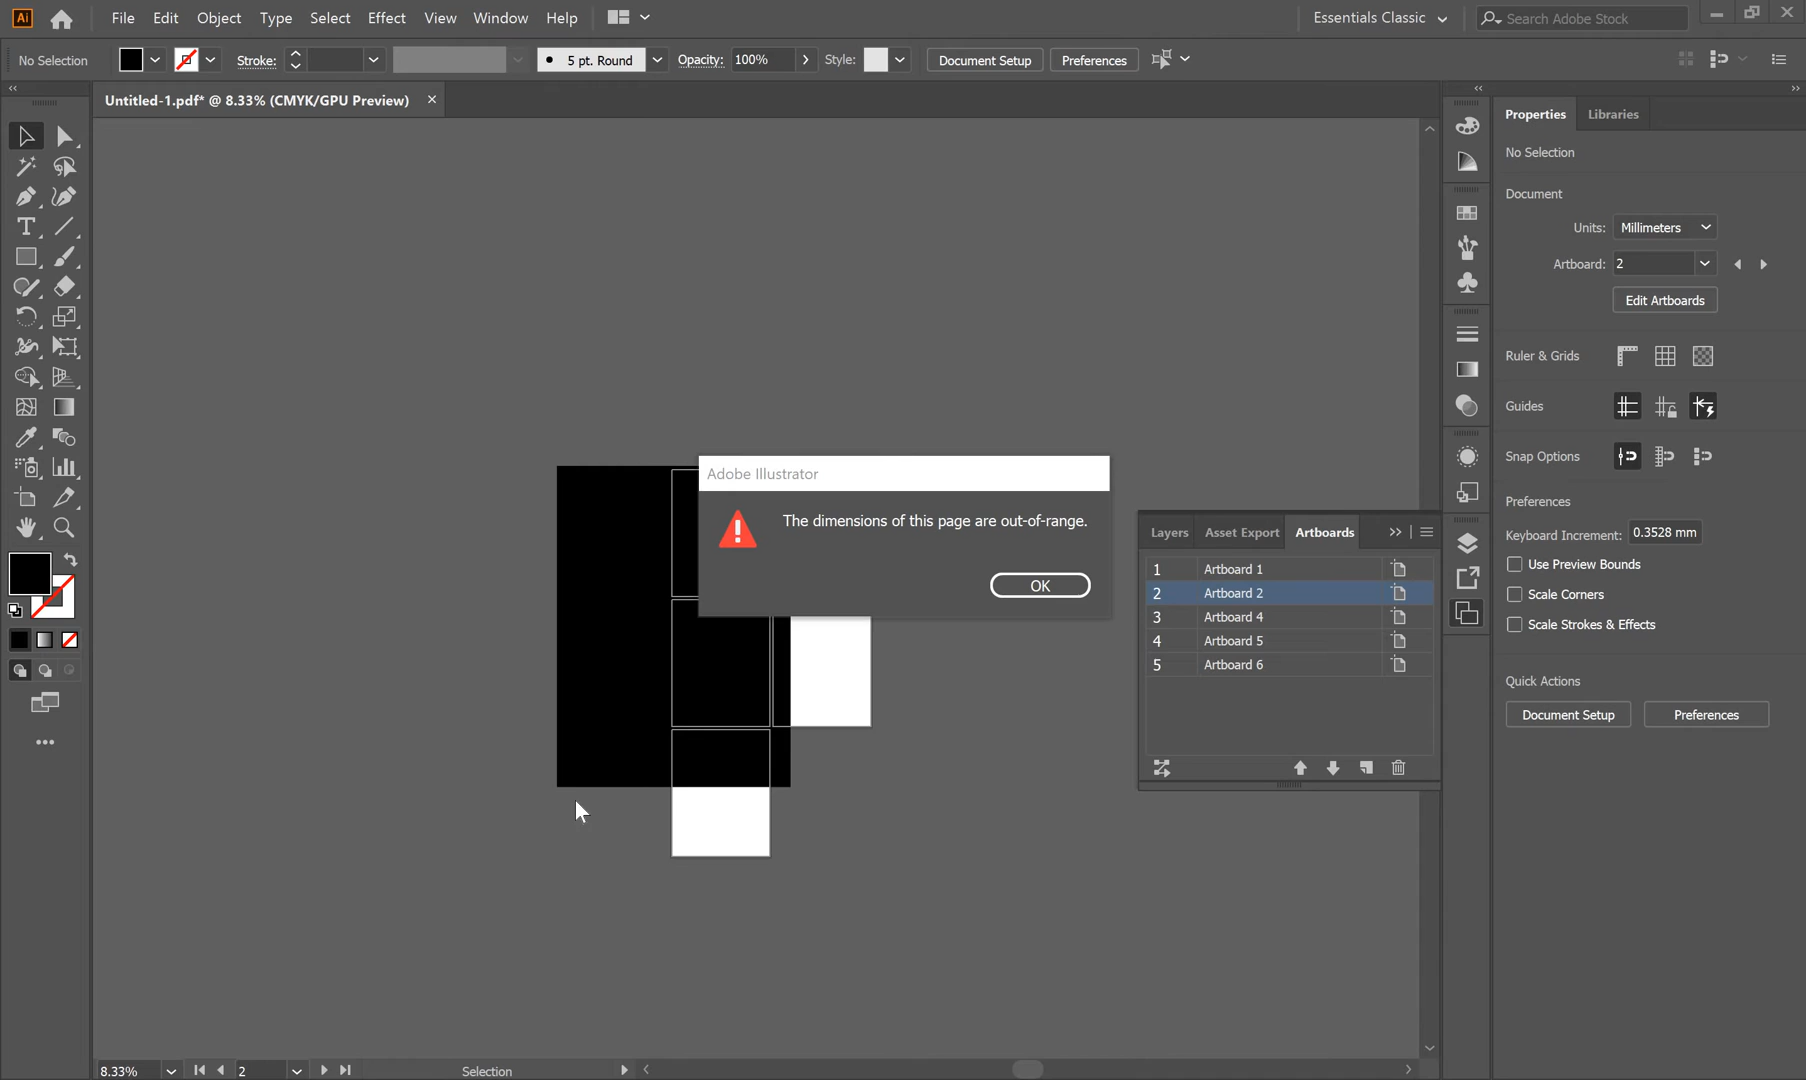 Ai File Edit Object Type Select Effect View Window Help Essentials Classic Search Adobe Stock
No Selection Stroke: 5 pt. Round Opacity: 100% Style: Document Setup Preferences
Untitled-1.pdf* @ 8.33% (CMYK/GPU Preview)
Properties Libraries
No Selection
Document
Units: Millimeters
Artboard: 2
Edit Artboards
Ruler & Grids
Guides
Snap Options
Preferences
Keyboard Increment: 0.3528 mm
Use Preview Bounds
Scale Corners
Scale Strokes & Effects
Quick Actions
Document Setup Preferences
Adobe Illustrator
The dimensions of this page are out-of-range.
OK
Layers Asset Export Artboards
1 Artboard 1
2 Artboard 2
3 Artboard 4
4 Artboard 5
5 Artboard 6
8.33% 2 Selection